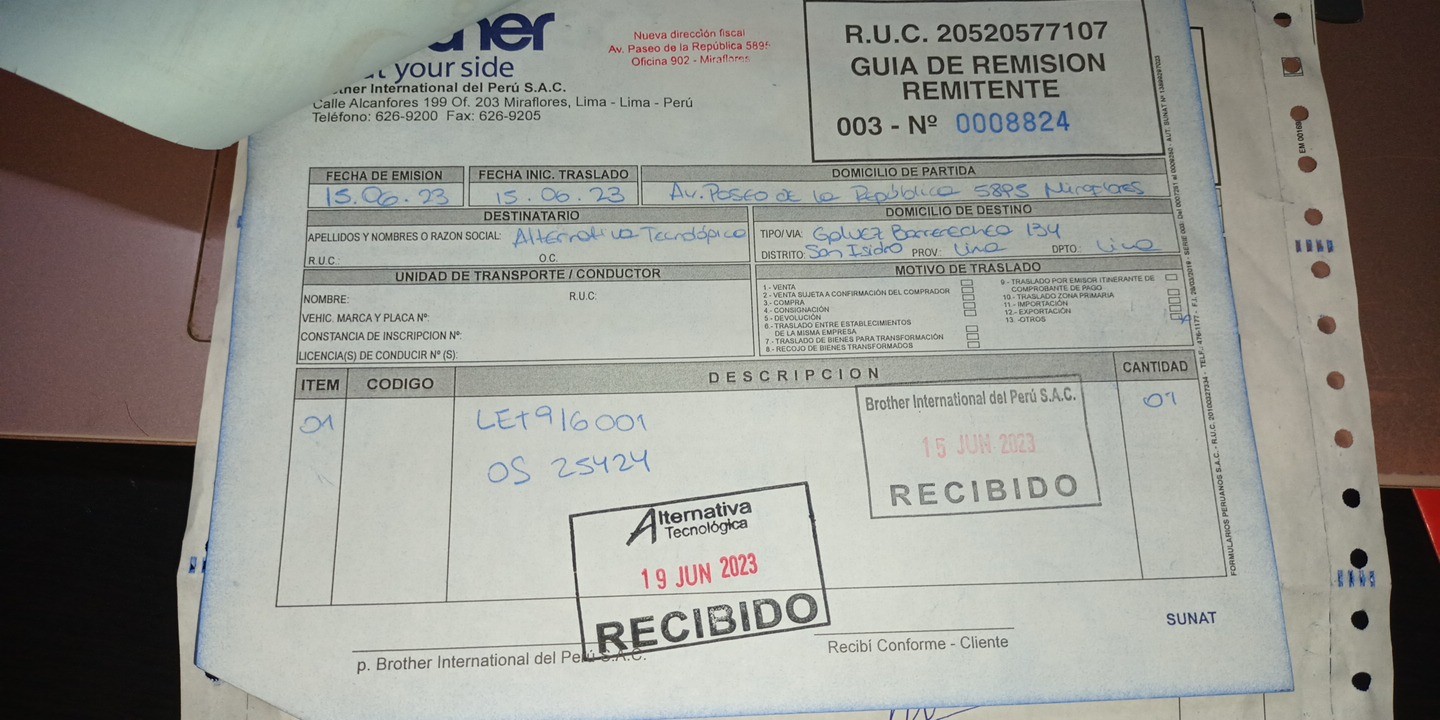 your side
Nueva dirección fiscal
Av. Paseo de la República 5895
Oficina 902 - Miraflores
R.U.C. 20520577107
GUIA DE REMISION
REMITENTE
003 - Nº 0008824
other International del Perú S.A.C.
Calle Alcanfores 199 Of. 203 Miraflores, Lima - Lima - Perú
Teléfono: 626-9200 Fax: 626-9205
FECHA DE EMISION
15.06.23
FECHA INIC. TRASLADO
15.06.23
DOMICILIO DE PARTIDA
Av. Paseo de la República 5895 Miraflores
DESTINATARIO
APELLIDOS Y NOMBRES O RAZON SOCIAL: Alternativa Tecnológica
R.U.C.: O.C.
DOMICILIO DE DESTINO
TIPO/VIA: Galvez Barrenechea 134
DISTRITO: San Isidro PROV: Lima DPTO: Lima
UNIDAD DE TRANSPORTE / CONDUCTOR
NOMBRE: R.U.C:
VEHIC. MARCA Y PLACA Nº:
CONSTANCIA DE INSCRIPCION Nº:
LICENCIA(S) DE CONDUCIR Nº (S):
MOTIVO DE TRASLADO
1 - VENTA
2 - VENTA SUJETA A CONFIRMACIÓN DEL COMPRADOR
3 - COMPRA
4 - CONSIGNACIÓN
5 - DEVOLUCIÓN
6 - TRASLADO ENTRE ESTABLECIMIENTOS
DE LA MISMA EMPRESA
7 - TRASLADO DE BIENES PARA TRANSFORMACIÓN
8 - RECOJO DE BIENES TRANSFORMADOS
9 - TRASLADO POR EMISOR ITINERANTE DE
COMPROBANTE DE PAGO
10 - TRASLADO ZONA PRIMARIA
11 - IMPORTACIÓN
12 - EXPORTACIÓN
13 - OTROS
ITEM CODIGO DESCRIPCION CANTIDAD
01 LET916001 01
OS 25424
Brother International del Perú S.A.C.
15 JUN 2023
RECIBIDO
Alternativa
Tecnológica
19 JUN 2023
RECIBIDO
p. Brother International del Perú S.A.C.
Recibí Conforme - Cliente
SUNAT
EM 00168